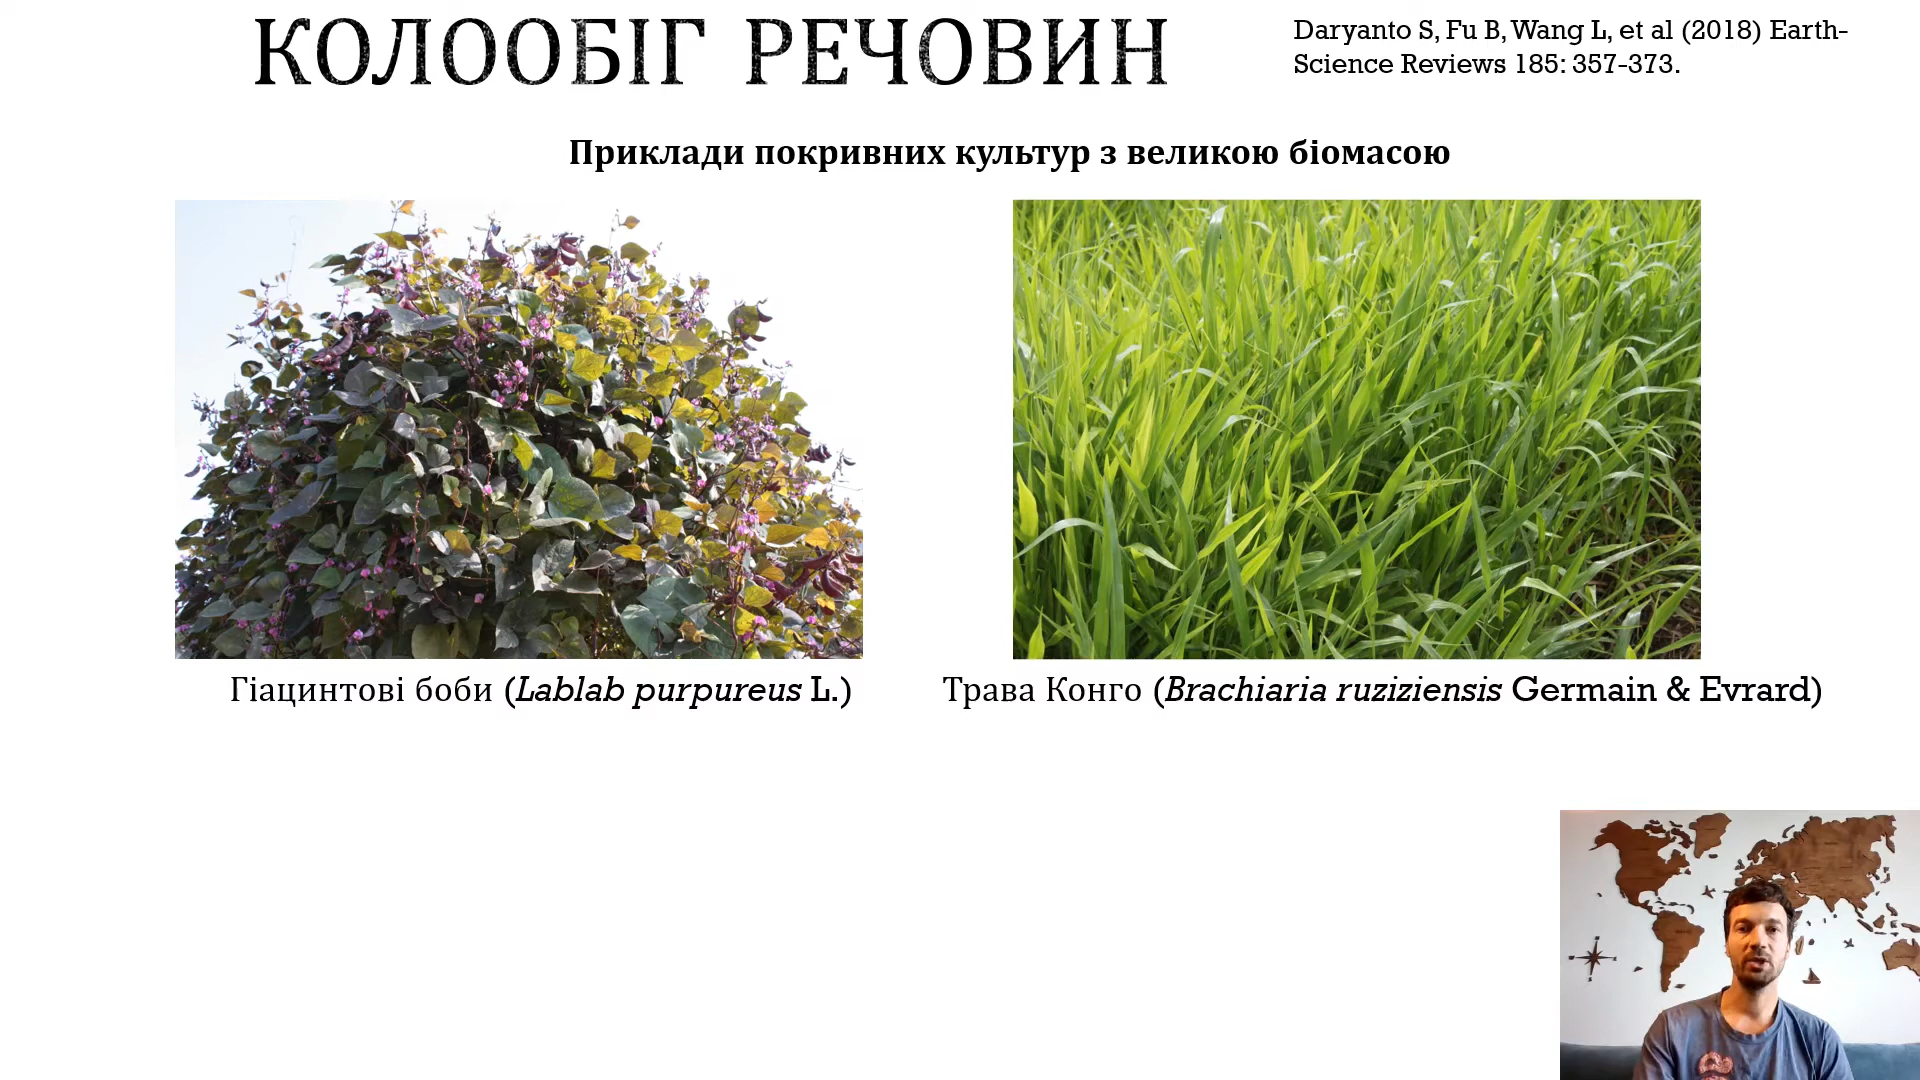 КОЛООБІГ РЕЧОВИН
Daryanto S, Fu B, Wang L, et al (2018) Earth-
Science Reviews 185: 357-373.
Приклади покривних культур з великою біомасою
Гіацинтові боби (Lablab purpureus L.)
Трава Конго (Brachiaria ruziziensis Germain & Evrard)